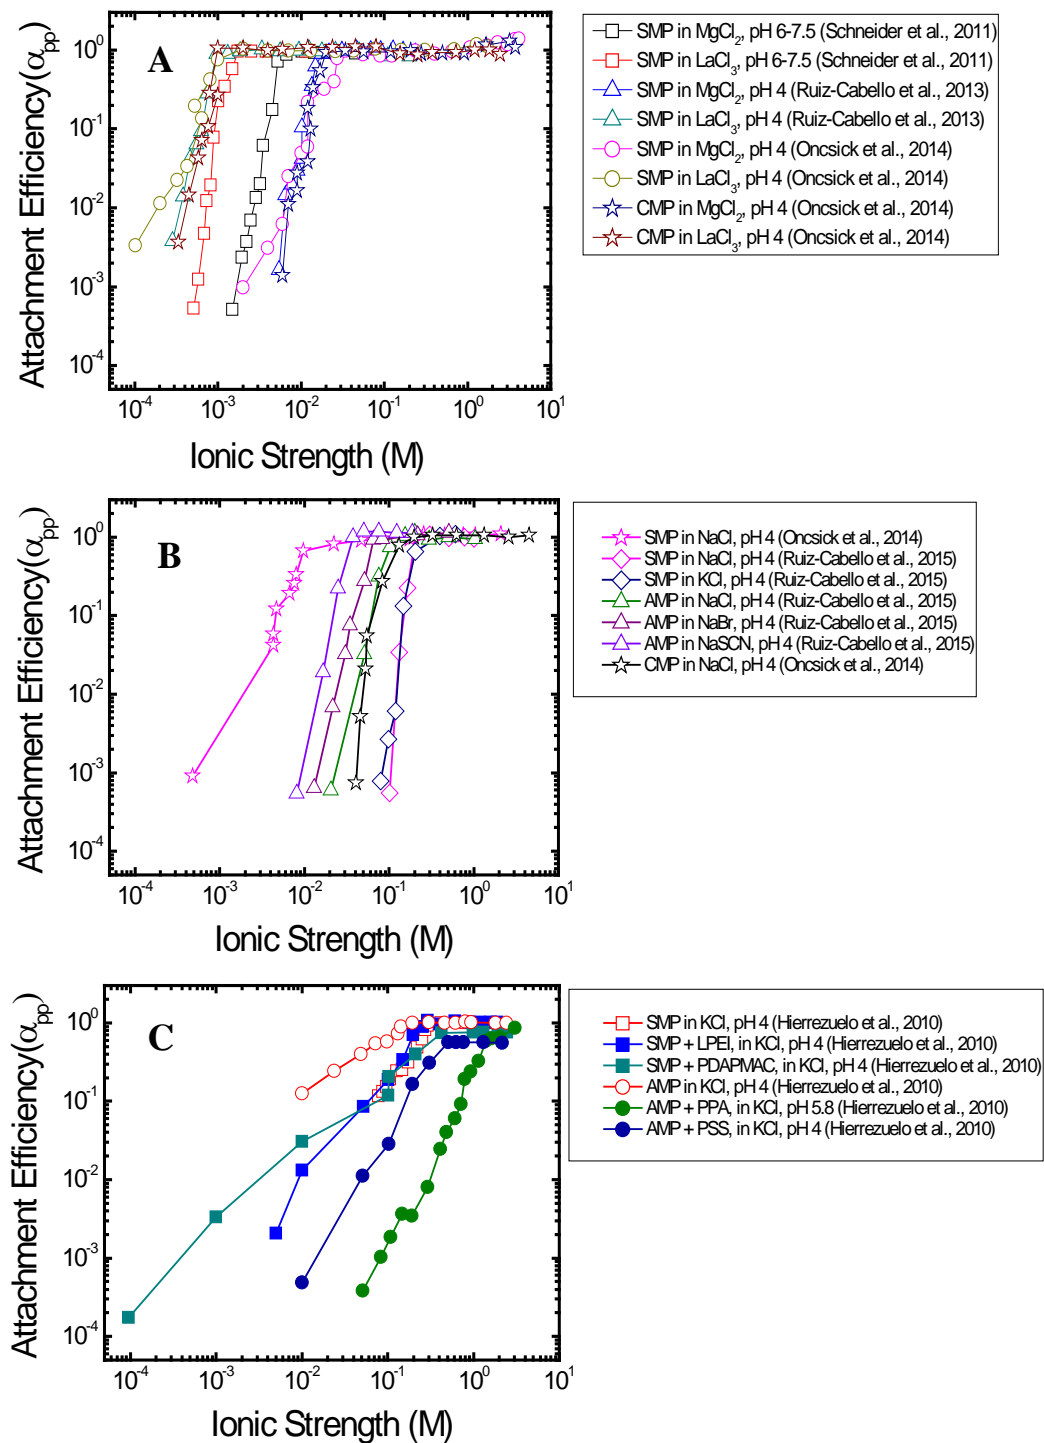 A
Attachment Efficiency(αpp)
10^0
10^-1
10^-2
10^-3
10^-4
10^-4 10^-3 10^-2 10^-1 10^0 10^1
Ionic Strength (M)
SMP in MgCl2, pH 6-7.5 (Schneider et al., 2011)
SMP in LaCl3, pH 6-7.5 (Schneider et al., 2011)
SMP in MgCl2, pH 4 (Ruiz-Cabello et al., 2013)
SMP in LaCl3, pH 4 (Ruiz-Cabello et al., 2013)
SMP in MgCl2, pH 4 (Oncsick et al., 2014)
SMP in LaCl3, pH 4 (Oncsick et al., 2014)
CMP in MgCl2, pH 4 (Oncsick et al., 2014)
CMP in LaCl3, pH 4 (Oncsick et al., 2014)
B
Attachment Efficiency(αpp)
10^0
10^-1
10^-2
10^-3
10^-4
10^-4 10^-3 10^-2 10^-1 10^0 10^1
Ionic Strength (M)
SMP in NaCl, pH 4 (Oncsick et al., 2014)
SMP in NaCl, pH 4 (Ruiz-Cabello et al., 2015)
SMP in KCl, pH 4 (Ruiz-Cabello et al., 2015)
AMP in NaCl, pH 4 (Ruiz-Cabello et al., 2015)
AMP in NaBr, pH 4 (Ruiz-Cabello et al., 2015)
AMP in NaSCN, pH 4 (Ruiz-Cabello et al., 2015)
CMP in NaCl, pH 4 (Oncsick et al., 2014)
C
Attachment Efficiency(αpp)
10^0
10^-1
10^-2
10^-3
10^-4
10^-4 10^-3 10^-2 10^-1 10^0 10^1
Ionic Strength (M)
SMP in KCl, pH 4 (Hierrezuelo et al., 2010)
SMP + LPEI, in KCl, pH 4 (Hierrezuelo et al., 2010)
SMP + PDAPMAC, in KCl, pH 4 (Hierrezuelo et al., 2010)
AMP in KCl, pH 4 (Hierrezuelo et al., 2010)
AMP + PPA, in KCl, pH 5.8 (Hierrezuelo et al., 2010)
AMP + PSS, in KCl, pH 4 (Hierrezuelo et al., 2010)